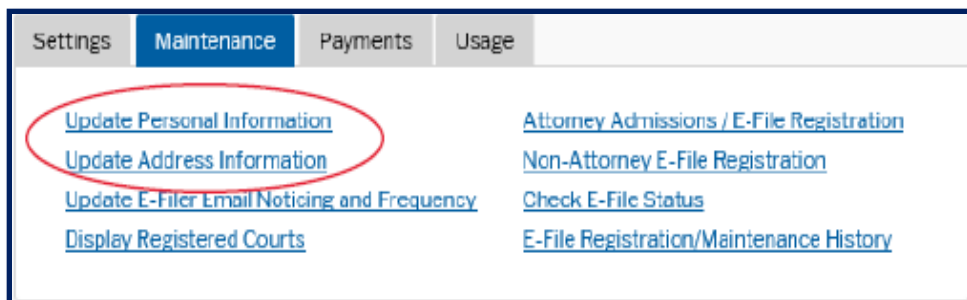 Settings Maintenance Payments Usage
Update Personal Information
Update Address Information
Update E-Filer Email Noticing and Frequency
Display Registered Courts
Attorney Admissions / E-File Registration
Non-Attorney E-File Registration
Check E-File Status
E-File Registration/Maintenance History